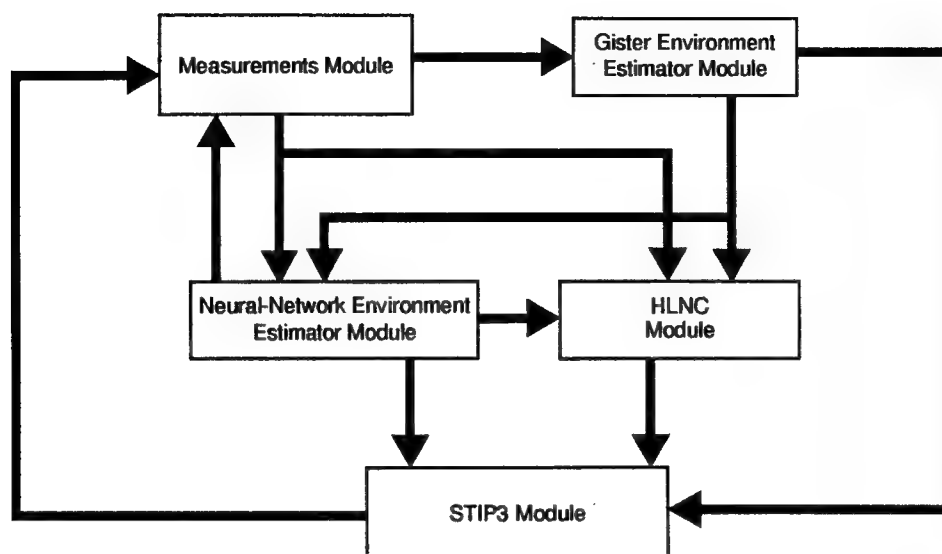 Measurements Module
Gister Environment
Estimator Module
Neural-Network Environment
Estimator Module
HLNC
Module
STIP3 Module